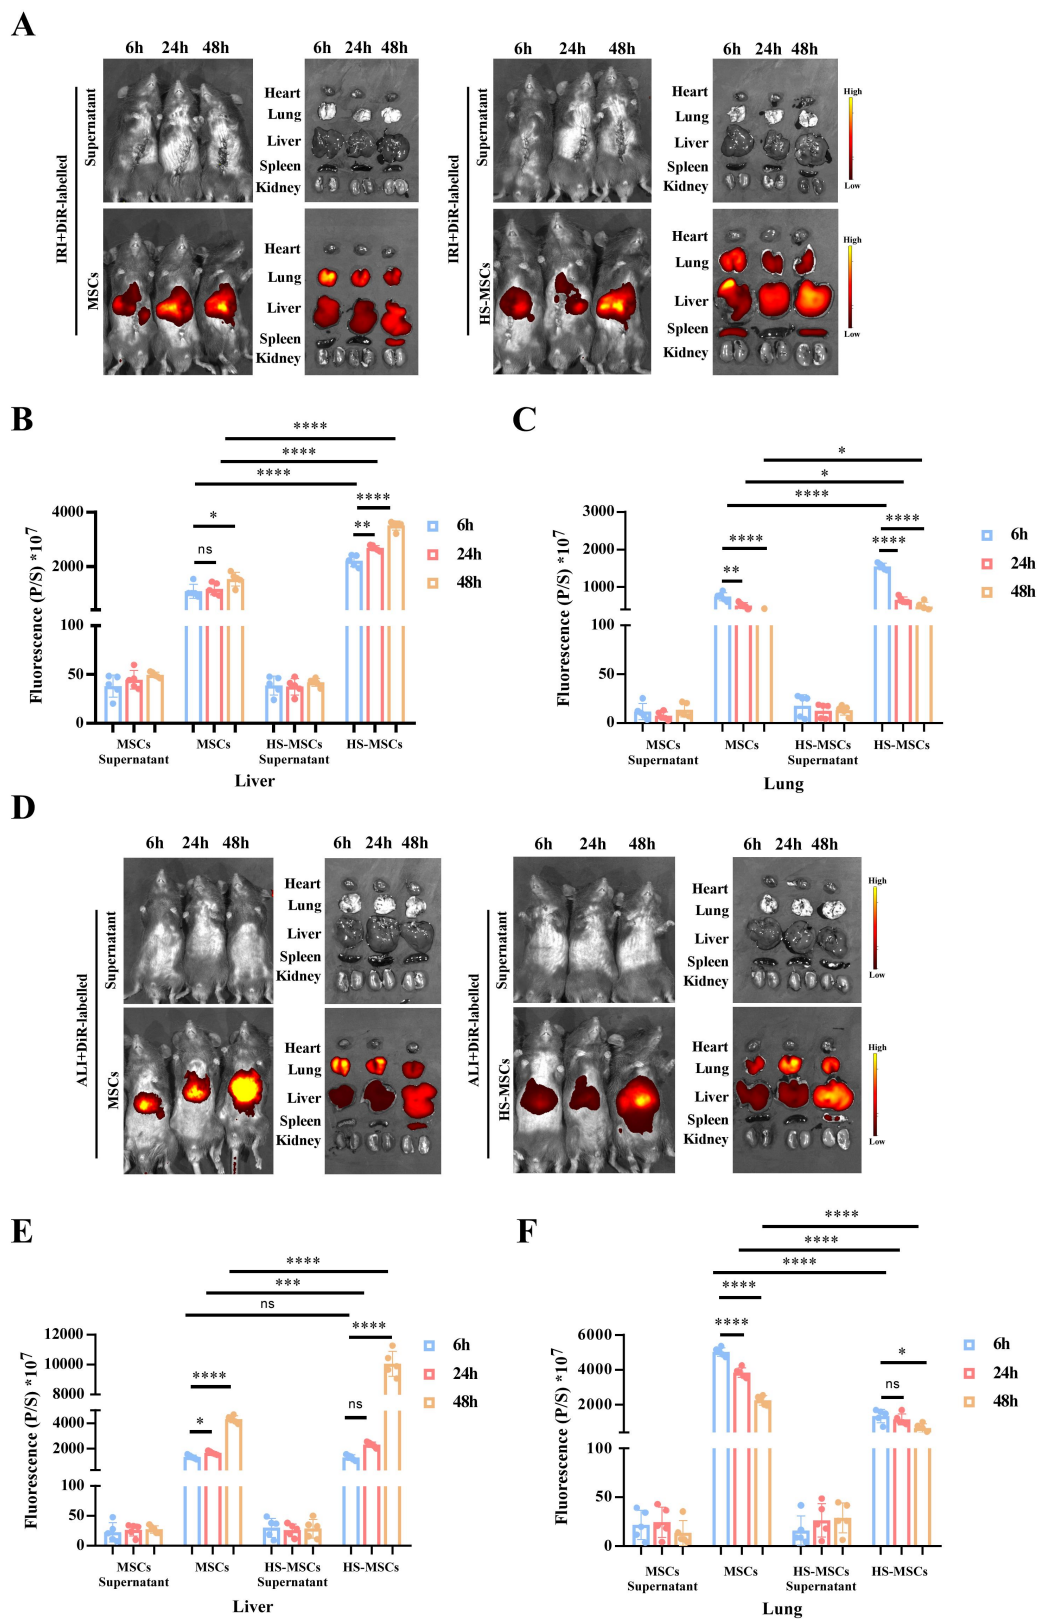 A
6h 24h 48h
6h 24h 48h
6h 24h 48h
6h 24h 48h
IRI+DiR-labelled
Supernatant
MSCs
Heart
Lung
Liver
Spleen
Kidney
Heart
Lung
Liver
Spleen
Kidney
IRI+DiR-labelled
Supernatant
HS-MSCs
Heart
Lung
Liver
Spleen
Kidney
Heart
Lung
Liver
Spleen
Kidney
High
Low
High
Low
B
Fluorescence (P/S) *10⁷
****
****
****
****
*
**
ns
4000
2000
100
50
0
6h
24h
48h
MSCs Supernatant
MSCs
HS-MSCs Supernatant
HS-MSCs
Liver
C
Fluorescence (P/S) *10⁷
*
*
****
****
****
****
**
3000
2000
1000
100
50
0
6h
24h
48h
MSCs Supernatant
MSCs
HS-MSCs Supernatant
HS-MSCs
Lung
D
6h 24h 48h
6h 24h 48h
6h 24h 48h
6h 24h 48h
ALI+DiR-labelled
Supernatant
MSCs
Heart
Lung
Liver
Spleen
Kidney
Heart
Lung
Liver
Spleen
Kidney
ALI+DiR-labelled
Supernatant
HS-MSCs
Heart
Lung
Liver
Spleen
Kidney
Heart
Lung
Liver
Spleen
Kidney
High
Low
High
Low
E
Fluorescence (P/S) *10⁷
****
***
ns
****
****
*
ns
12000
10000
8000
4000
2000
100
50
0
6h
24h
48h
MSCs Supernatant
MSCs
HS-MSCs Supernatant
HS-MSCs
Liver
F
Fluorescence (P/S) *10⁷
****
****
****
****
****
*
ns
6000
4000
2000
100
50
0
6h
24h
48h
MSCs Supernatant
MSCs
HS-MSCs Supernatant
HS-MSCs
Lung